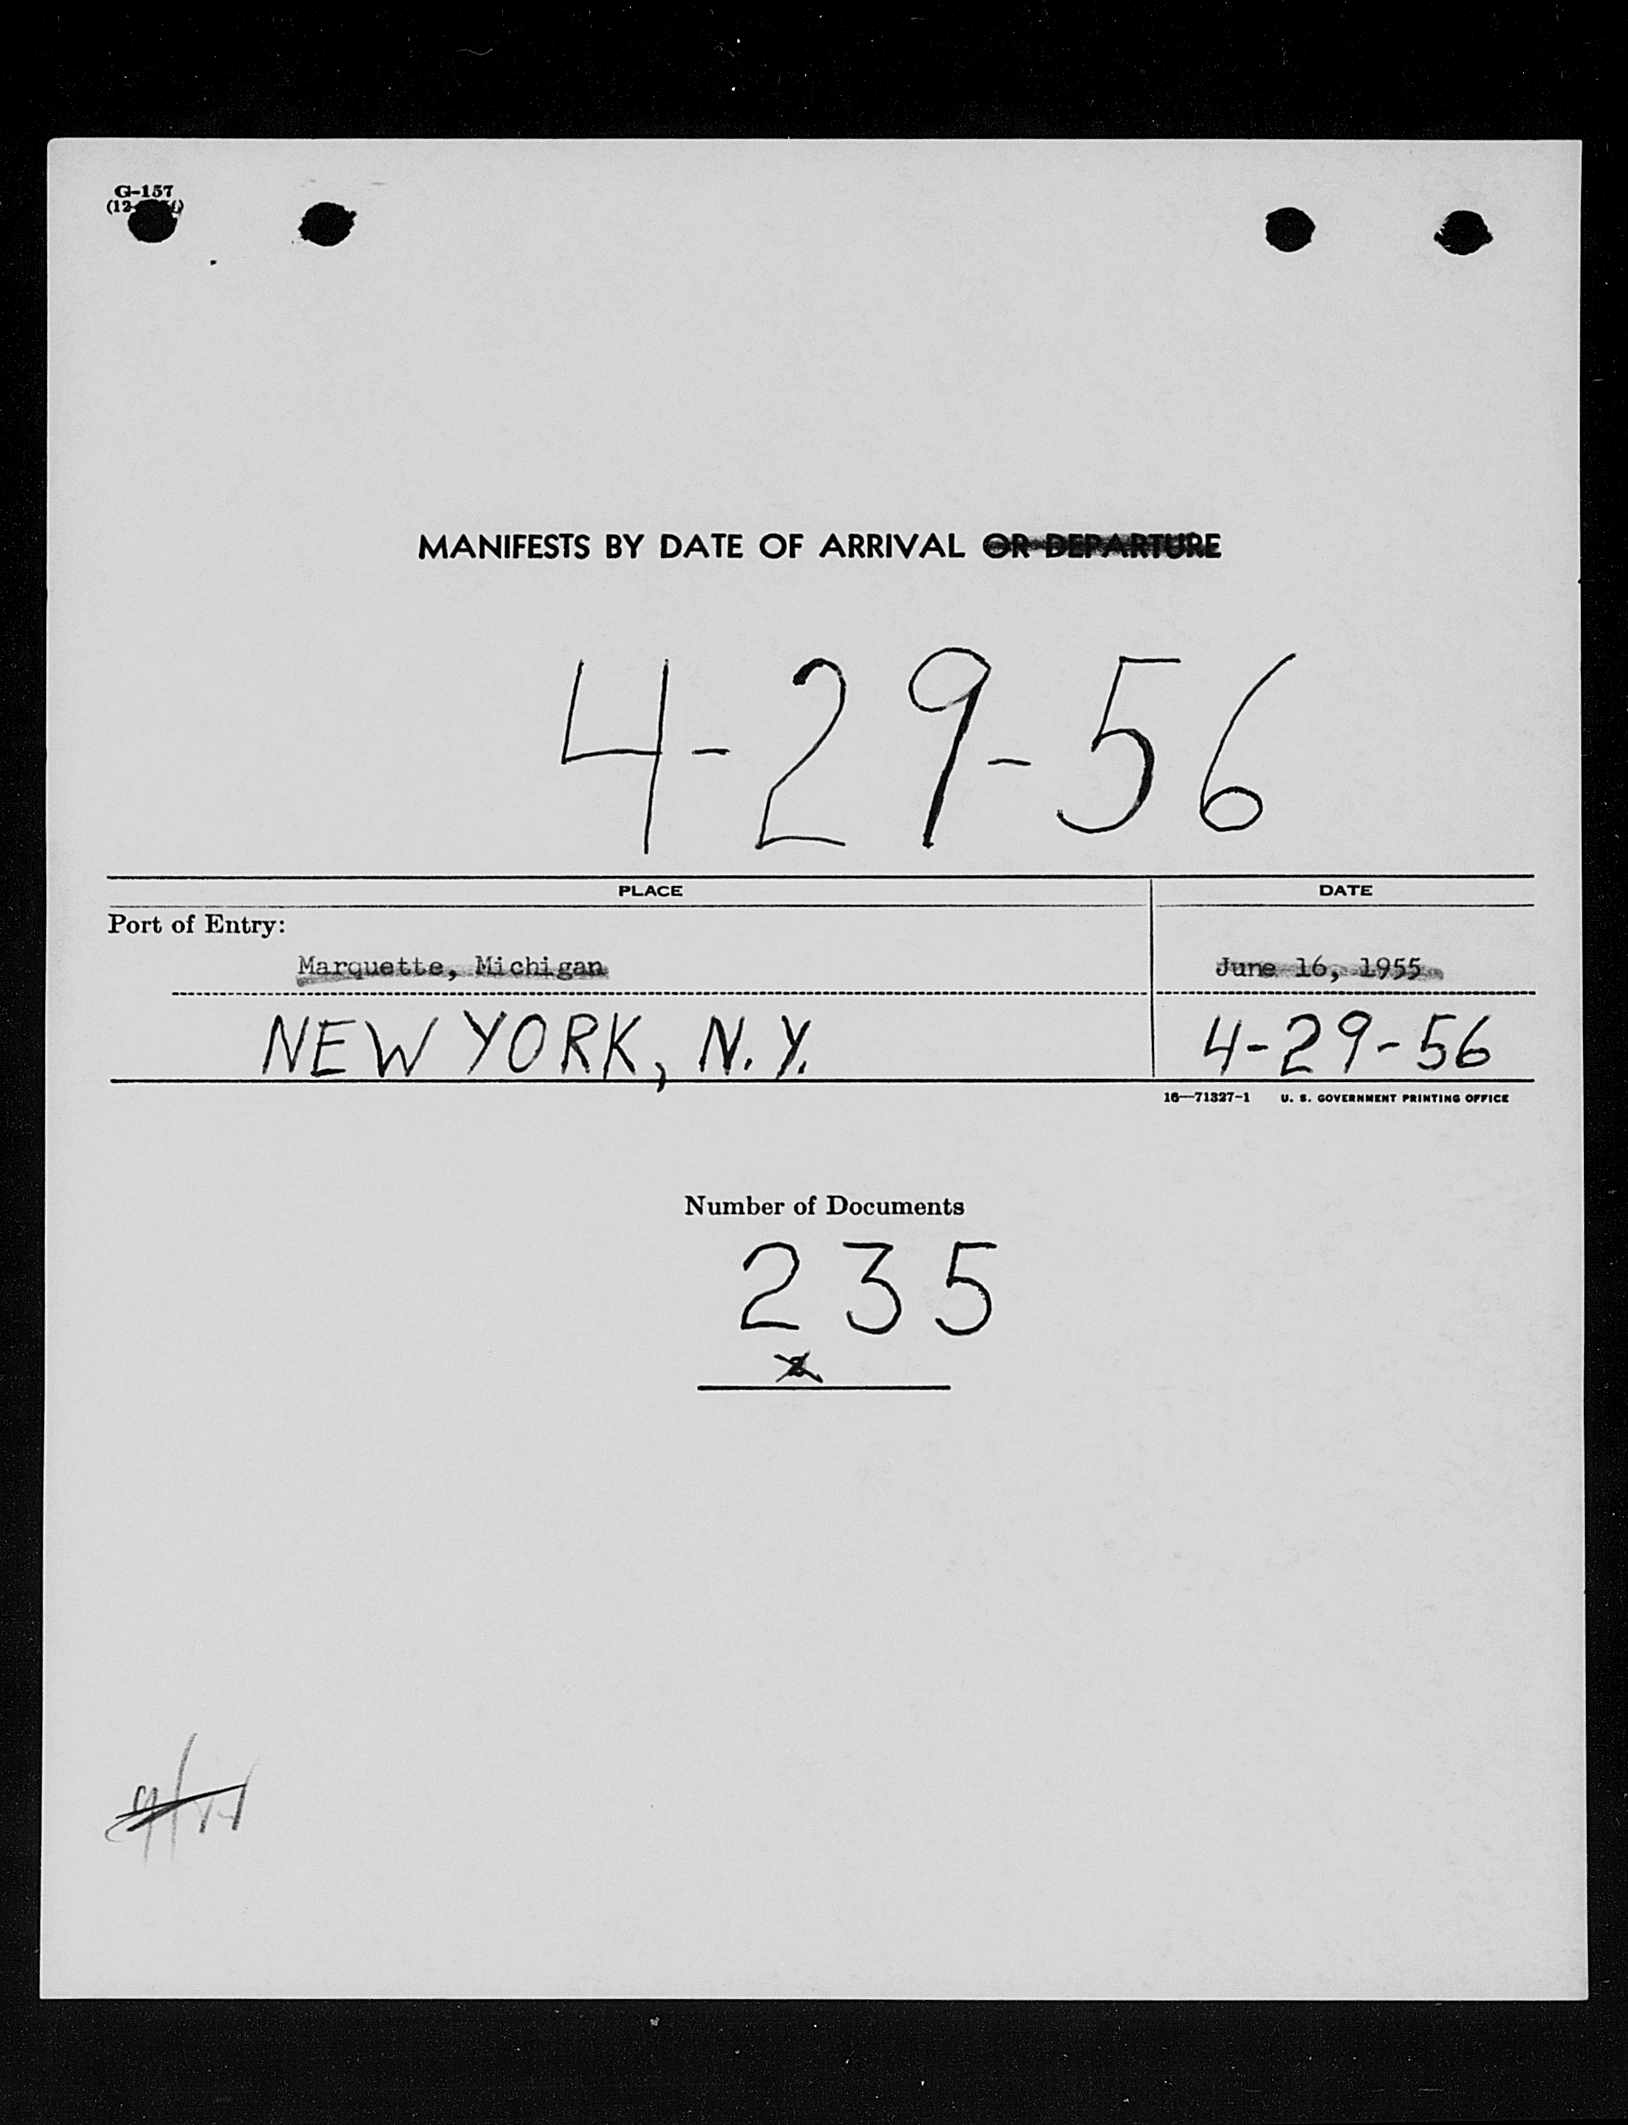 G-157
MANIFESTS BY DATE OF ARRIVAL OR DEPARTURE
4-29-56
PLACE DATE
Port of Entry:
Marquette, Michigan June 16, 1955
NEW YORK, N.Y. 4-29-56
16—71327-1 U. S. GOVERNMENT PRINTING OFFICE
Number of Documents
235
2